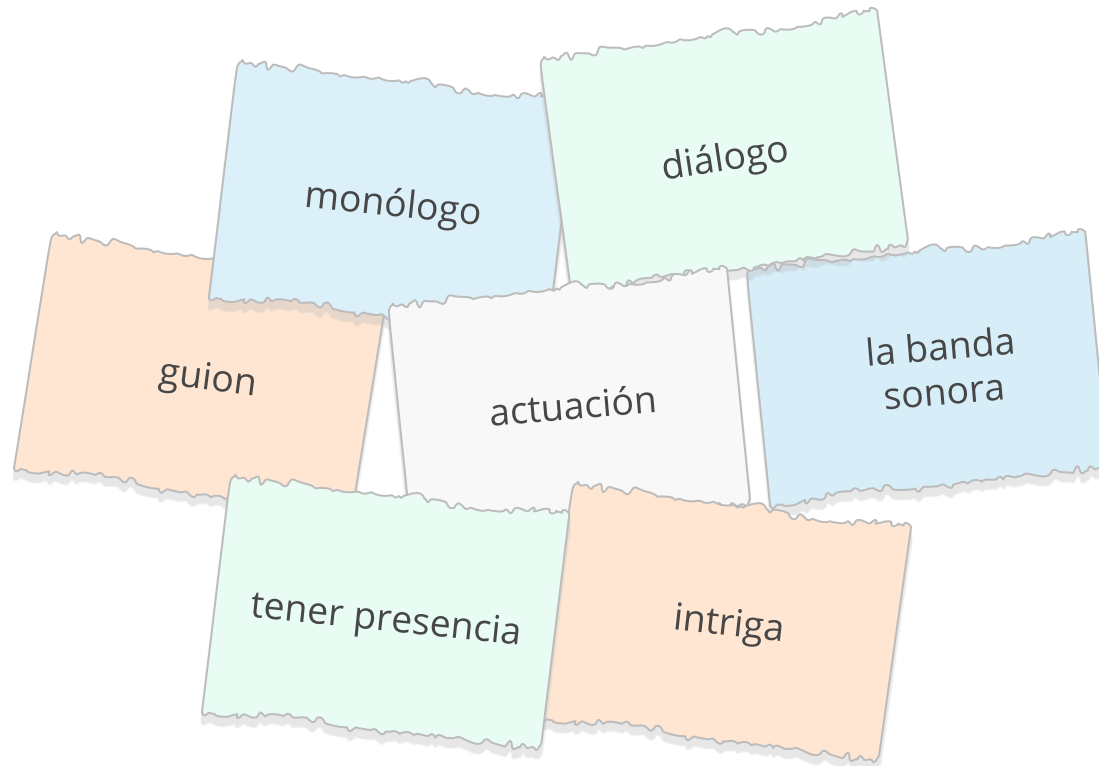 monólogo
diálogo
guion
actuación
la banda
sonora
tener presencia
intriga